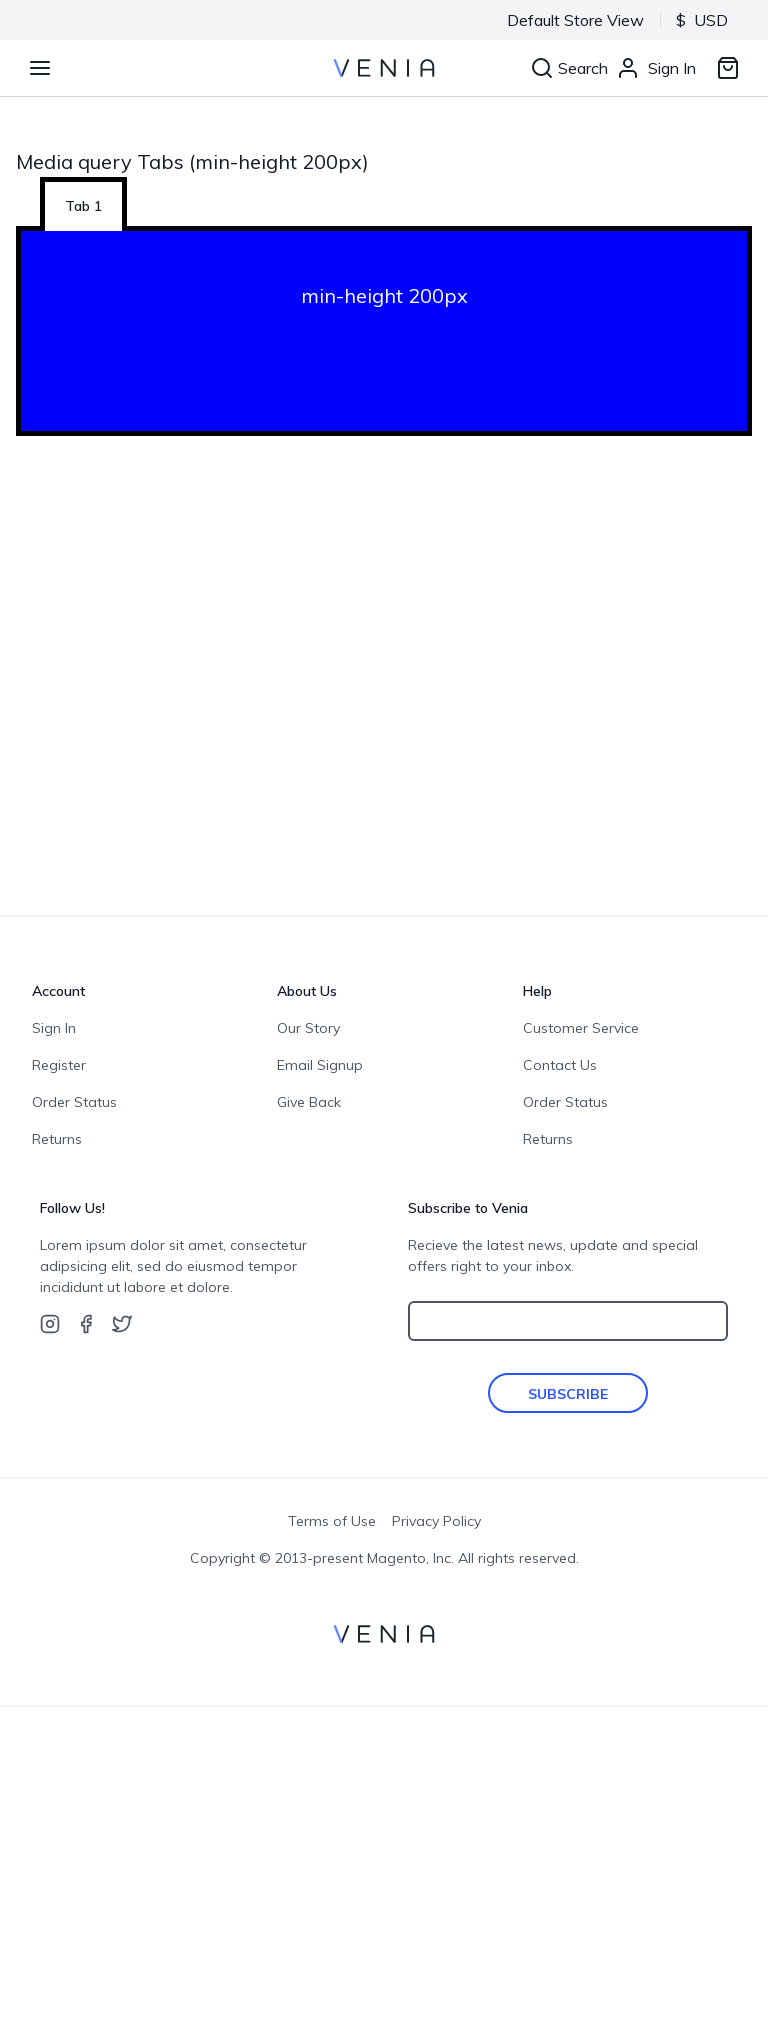 Default Store View
$ USD
VENIA
Search
Sign In
Media query Tabs (min-height 200px)
Tab 1
min-height 200px
Account
Sign In
Register
Order Status
Returns
About Us
Our Story
Email Signup
Give Back
Help
Customer Service
Contact Us
Order Status
Returns
Follow Us!
Lorem ipsum dolor sit amet, consectetur
adipsicing elit, sed do eiusmod tempor
incididunt ut labore et dolore.
Subscribe to Venia
Recieve the latest news, update and special
offers right to your inbox.
SUBSCRIBE
Terms of Use
Privacy Policy
Copyright © 2013-present Magento, Inc. All rights reserved.
VENIA